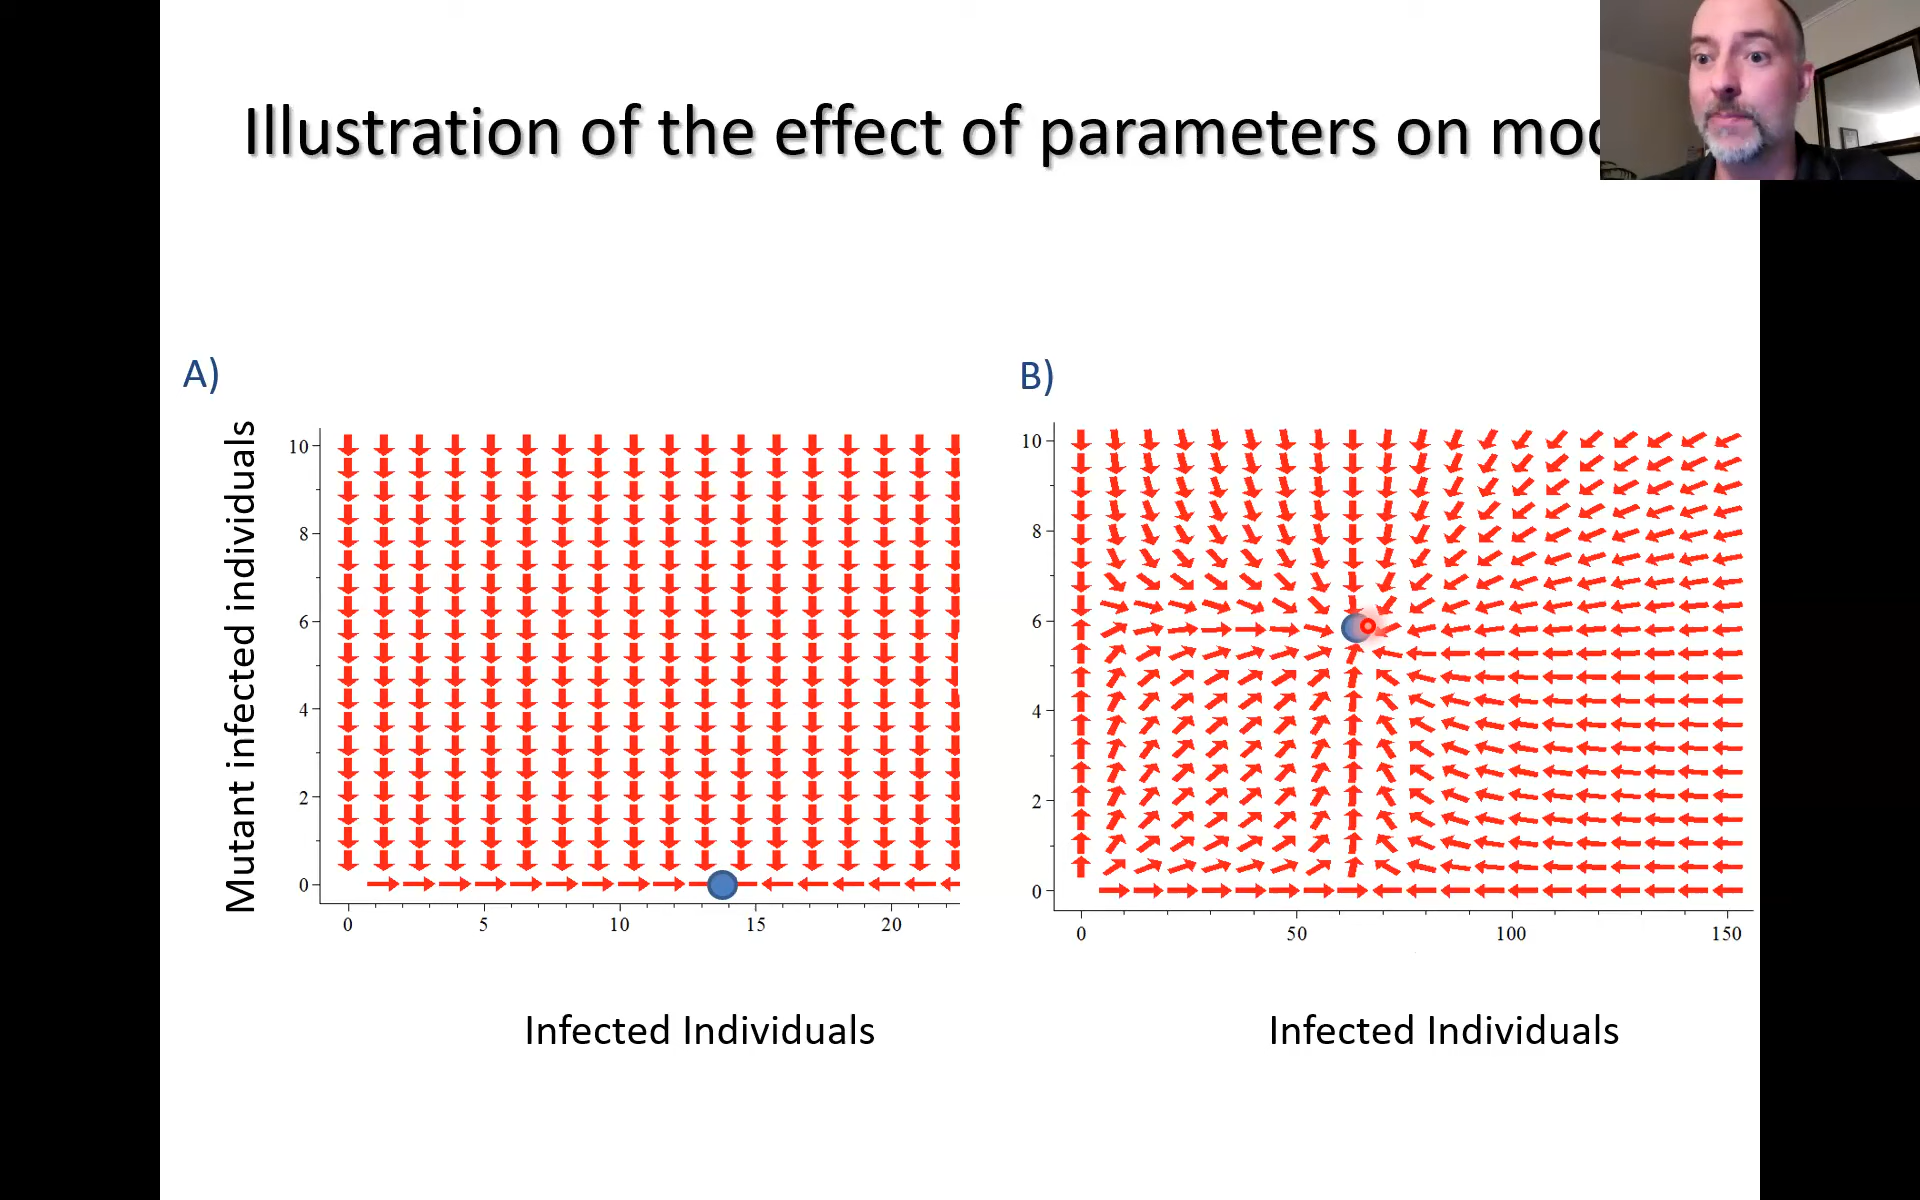 Illustration of the effect of parameters on
A)
B)
Mutant infected individuals
10
8
6
4
2
0
0 5 10 15 20
10
8
6
4
2
0
0 50 100 150
Infected Individuals
Infected Individuals